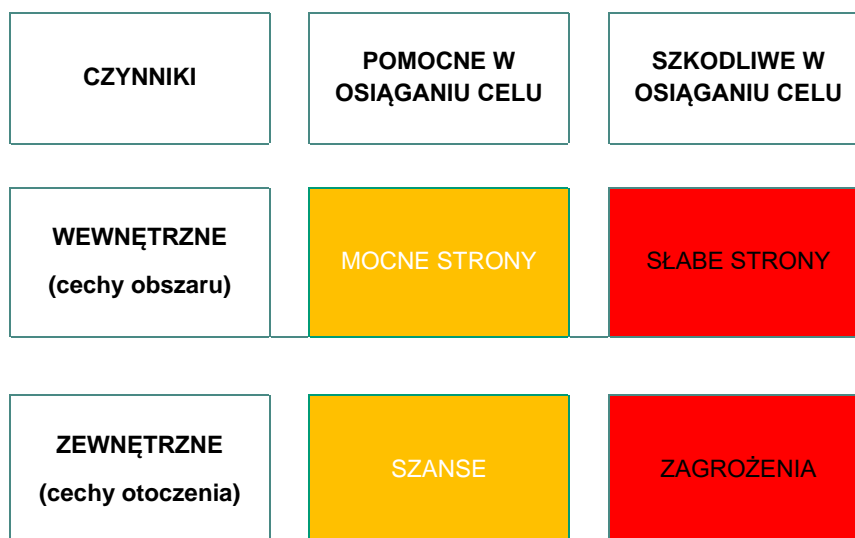 CZYNNIKI
POMOCNE W
OSIĄGANIU CELU
SZKODLIWE W
OSIĄGANIU CELU
WEWNĘTRZNE
(cechy obszaru)
MOCNE STRONY
SŁABE STRONY
ZEWNĘTRZNE
(cechy otoczenia)
SZANSE
ZAGROŻENIA